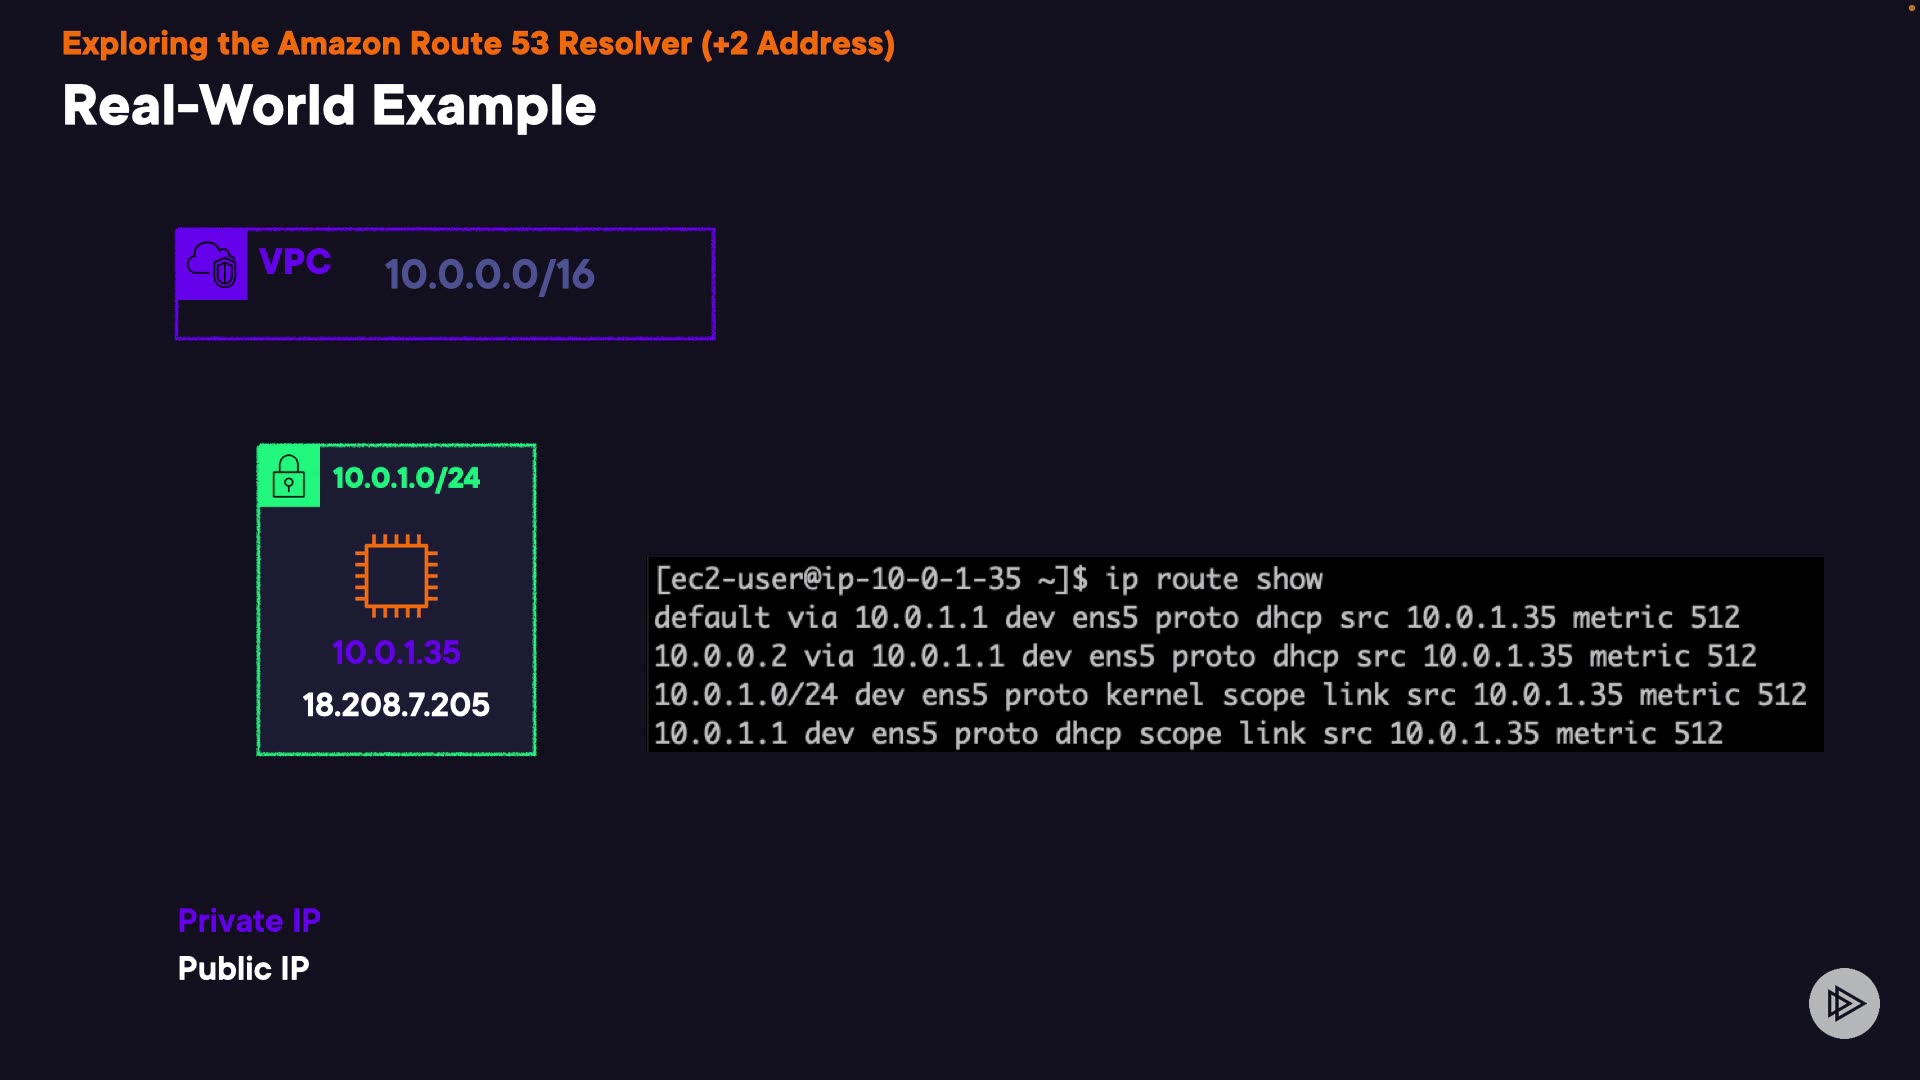 Exploring the Amazon Route 53 Resolver (+2 Address)
Real-World Example
VPC
10.0.0.0/16
10.0.1.0/24
10.0.1.35
18.208.7.205
[ec2-user@ip-10-0-1-35 ~]$ ip route show
default via 10.0.1.1 dev ens5 proto dhcp src 10.0.1.35 metric 512
10.0.0.2 via 10.0.1.1 dev ens5 proto dhcp src 10.0.1.35 metric 512
10.0.1.0/24 dev ens5 proto kernel scope link src 10.0.1.35 metric 512
10.0.1.1 dev ens5 proto dhcp scope link src 10.0.1.35 metric 512
Private IP
Public IP